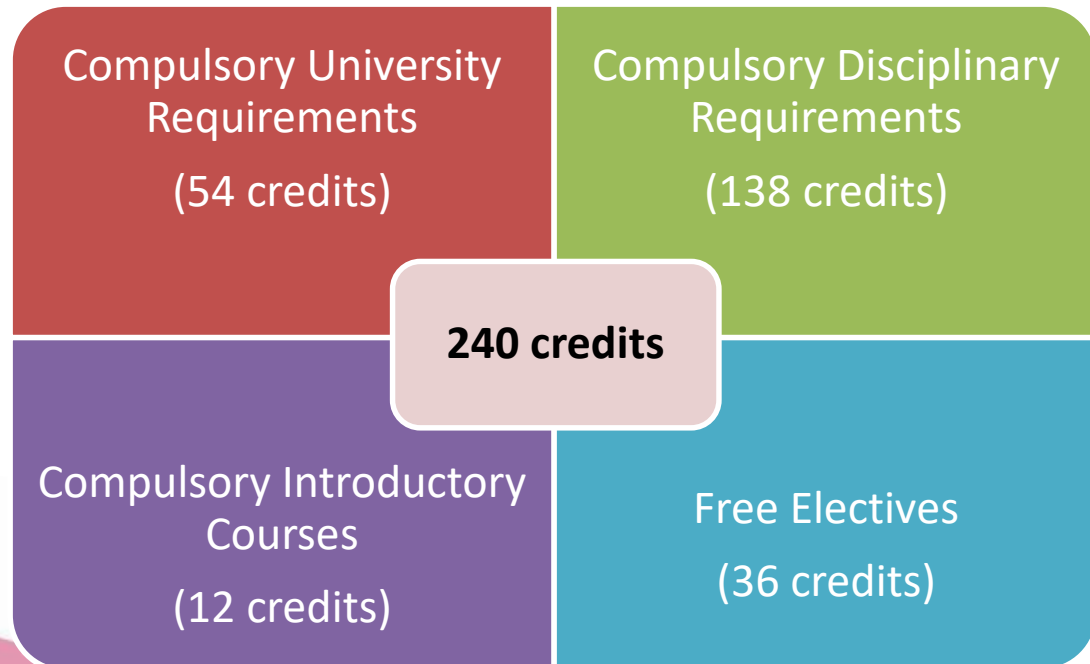 Compulsory University
Requirements
(54 credits)
Compulsory Disciplinary
Requirements
(138 credits)
240 credits
Compulsory Introductory
Courses
(12 credits)
Free Electives
(36 credits)